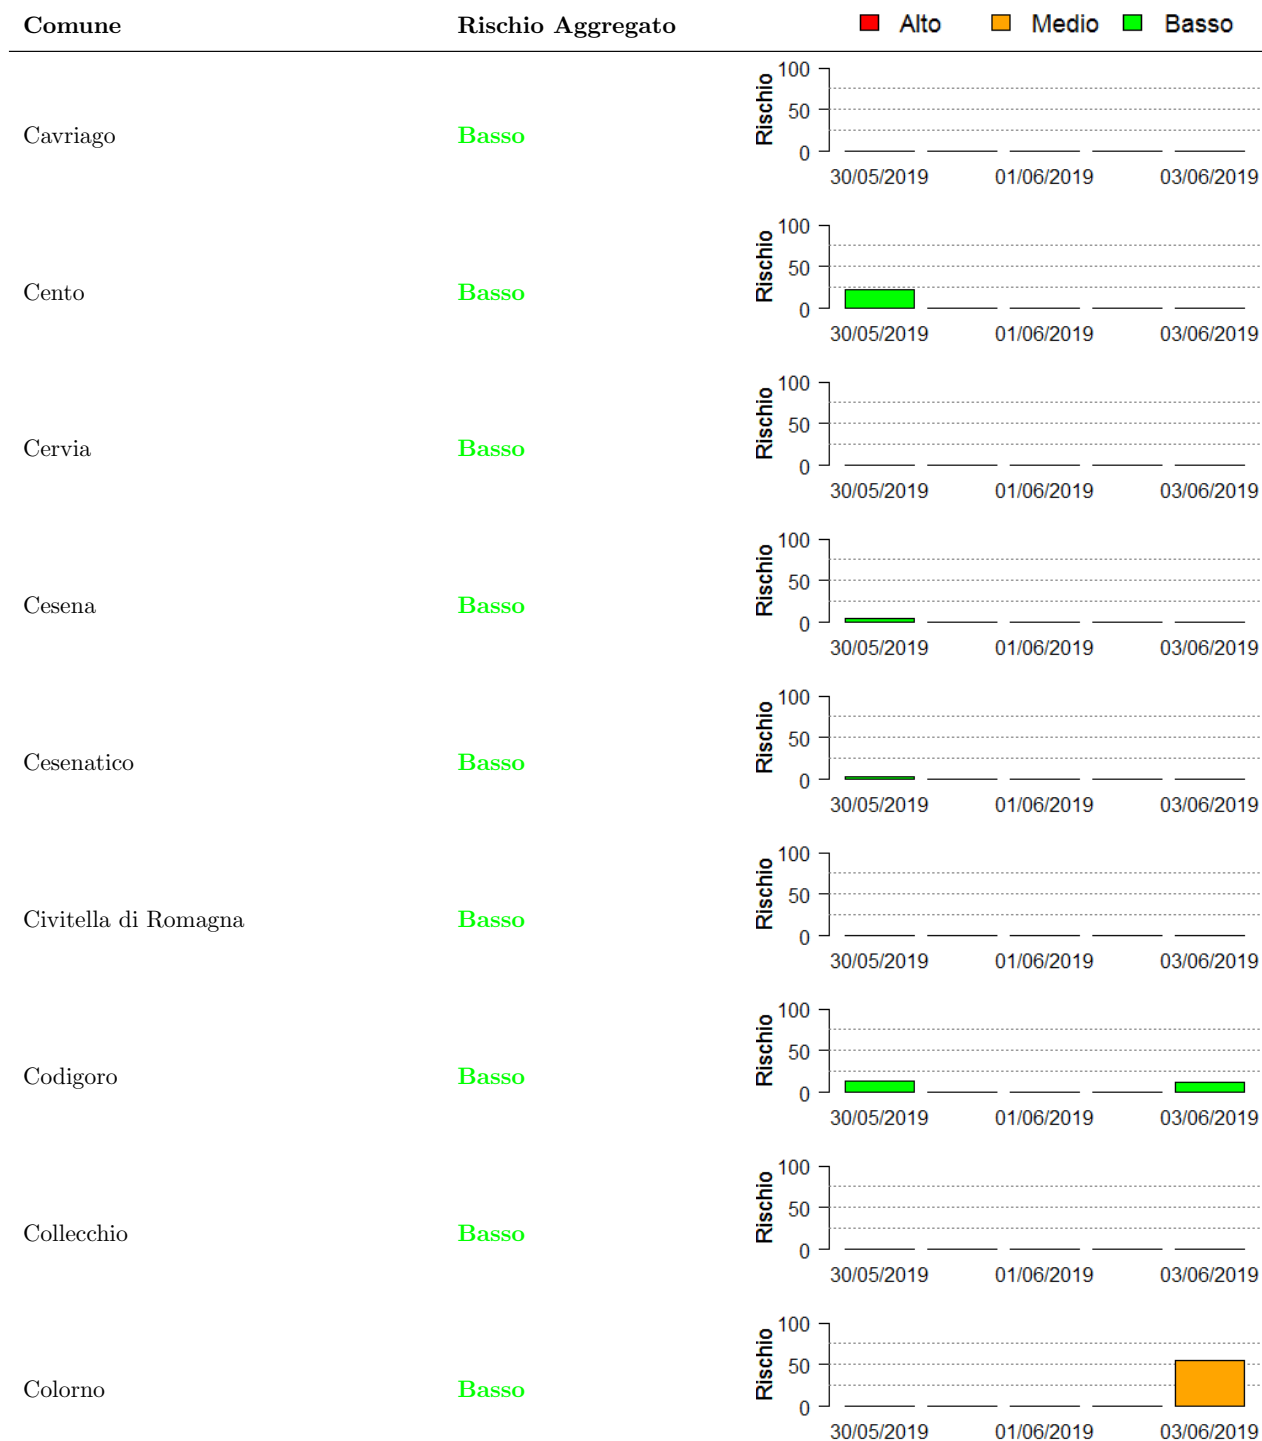 Comune Rischio Aggregato Alto Medio Basso
Cavriago Basso Rischio 100 50 0
30/05/2019 01/06/2019 03/06/2019
Cento Basso Rischio 100 50 0
30/05/2019 01/06/2019 03/06/2019
Cervia Basso Rischio 100 50 0
30/05/2019 01/06/2019 03/06/2019
Cesena Basso Rischio 100 50 0
30/05/2019 01/06/2019 03/06/2019
Cesenatico Basso Rischio 100 50 0
30/05/2019 01/06/2019 03/06/2019
Civitella di Romagna Basso Rischio 100 50 0
30/05/2019 01/06/2019 03/06/2019
Codigoro Basso Rischio 100 50 0
30/05/2019 01/06/2019 03/06/2019
Collecchio Basso Rischio 100 50 0
30/05/2019 01/06/2019 03/06/2019
Colorno Basso Rischio 100 50 0
30/05/2019 01/06/2019 03/06/2019